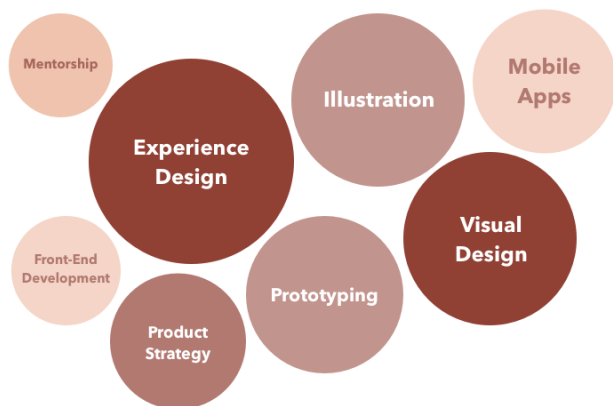 Mentorship
Experience
Design
Illustration
Mobile
Apps
Front-End
Development
Product
Strategy
Prototyping
Visual
Design